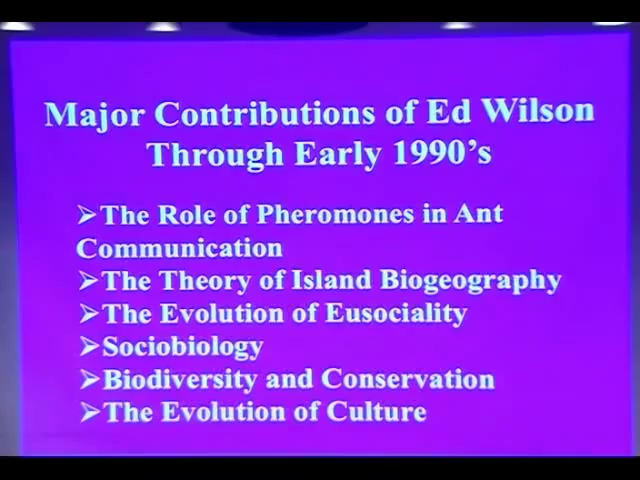 Major Contributions of Ed Wilson
Through Early 1990's
➢The Role of Pheromones in Ant
Communication
➢The Theory of Island Biogeography
➢The Evolution of Eusociality
➢Sociobiology
➢Biodiversity and Conservation
➢The Evolution of Culture